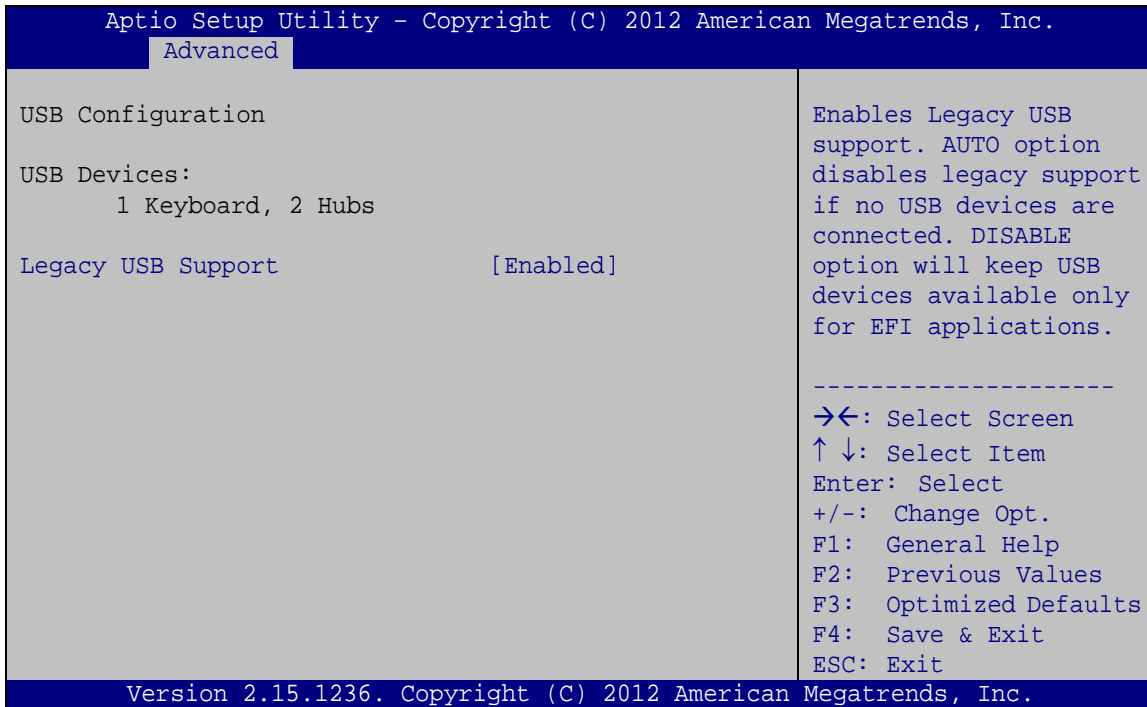 Aptio Setup Utility – Copyright (C) 2012 American Megatrends, Inc.
Advanced
USB Configuration
USB Devices:
1 Keyboard, 2 Hubs
Legacy USB Support [Enabled]
Enables Legacy USB
support. AUTO option
disables legacy support
if no USB devices are
connected. DISABLE
option will keep USB
devices available only
for EFI applications.
---------------------
→←: Select Screen
↑ ↓: Select Item
Enter: Select
+/-: Change Opt.
F1: General Help
F2: Previous Values
F3: Optimized Defaults
F4: Save & Exit
ESC: Exit
Version 2.15.1236. Copyright (C) 2012 American Megatrends, Inc.